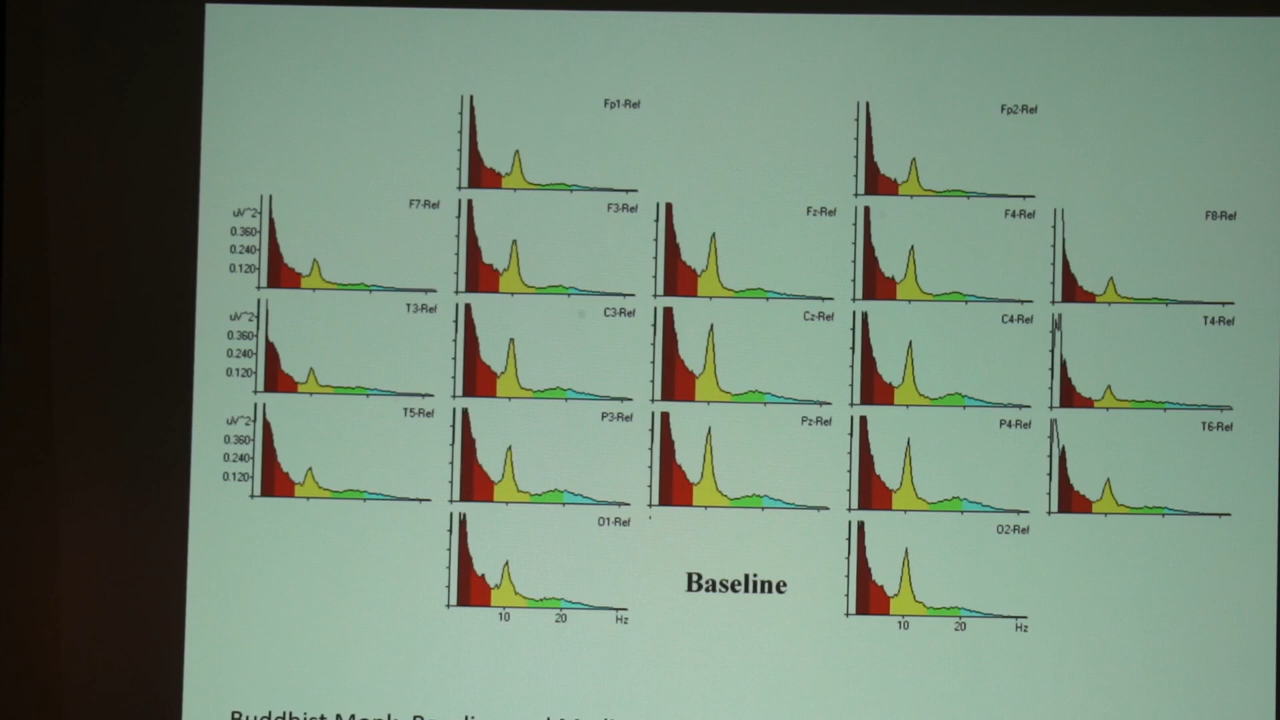 Fp1-Ref
Fp2-Ref
F7-Ref
F3-Ref
Fz-Ref
F4-Ref
F8-Ref
uV^2
0.360
0.240
0.120
T3-Ref
C3-Ref
Cz-Ref
C4-Ref
T4-Ref
uV^2
0.360
0.240
0.120
T5-Ref
P3-Ref
Pz-Ref
P4-Ref
T6-Ref
uV^2
0.360
0.240
0.120
O1-Ref
O2-Ref
Baseline
10 20 Hz
10 20 Hz
Buddhist Monk